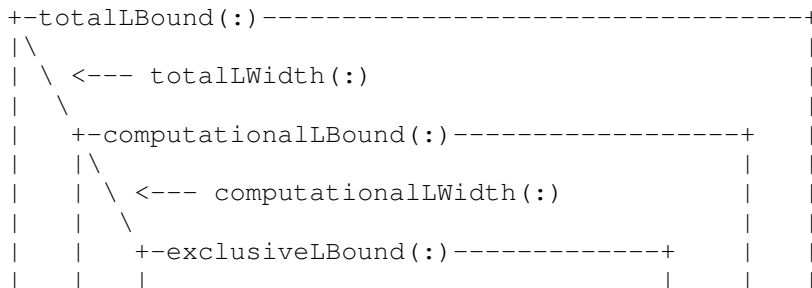 +-totalLBound(:)----------------------------------+
|\                                                |
| \ <--- totalLWidth(:)                           |
|  \                                              |
|   +-computationalLBound(:)------------------+   |
|   |\                                        |   |
|   | \ <--- computationalLWidth(:)           |   |
|   |  \                                      |   |
|   |   +-exclusiveLBound(:)-------------+    |   |
|   |   |                                |    |   |